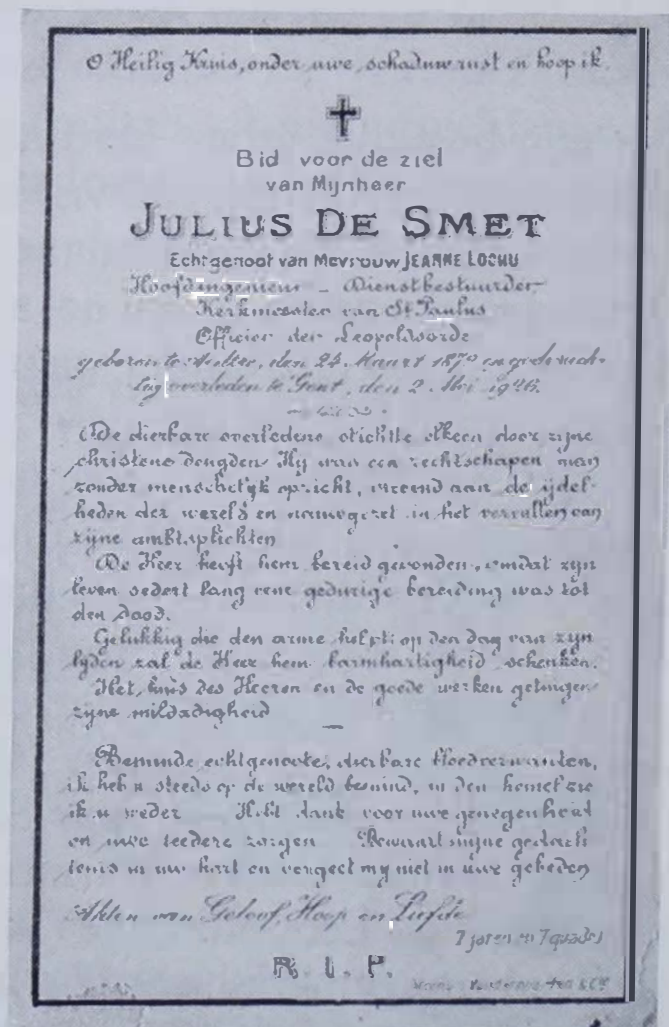 O Heilig Kruis, onder uwe schaduw rust en hoop ik.
Bid voor de ziel
van Mijnheer
JULIUS DE SMET
Echtgenoot van Mevrouw JEANNE LOCHU
Hoofdingenieur – Dienstbestuurder
Kerkmeester van St Paulus
Officier der Leopoldsorde
geboren te Aelter, den 24 Maart 1870 en godvruch-
tig overleden te Gent, den 2 Mei 1926.
De dierbare overledene stichtte elkeen door zijne
christene deugden. Hij was een rechtschapen man
zonder menschelijk opzicht, vreemd aan de ijdel-
heden der wereld en nauwgezet in het vervullen van
zijne ambtsplichten
De Heer heeft hem bereid gevonden, omdat zijn
leven sedert lang eene gedurige bereiding was tot
den dood.
Gelukkig die den arme helpt: op den dag van zijn
lijden zal de Heer hem barmhartigheid schenken.
Het huis des Heeren en de goede werken getuigen
zijne mildadigheid
Beminde echtgenoote, dierbare bloedverwanten,
ik heb u steeds op de wereld bemind, in den hemel zie
ik u weder Hebt dank voor uwe genegenheid
en uwe teedere zorgen Bewaart mijne gedach
tenis in uw hart en vergeet mij niet in uwe gebeden
Akten van Geloof, Hoop en Liefde
7 jaren en 7 quadr
R. I. P.